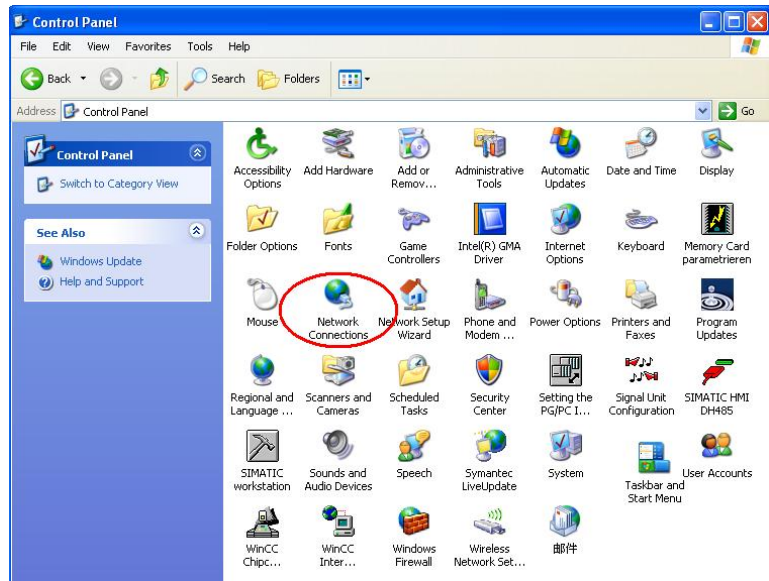 Control Panel
File Edit View Favorites Tools Help
Back Search Folders
Address Control Panel Go
Control Panel
Switch to Category View
See Also
Windows Update
Help and Support
Accessibility Options
Add Hardware
Add or Remov...
Administrative Tools
Automatic Updates
Date and Time
Display
Folder Options
Fonts
Game Controllers
Intel(R) GMA Driver
Internet Options
Keyboard
Memory Card parametrieren
Mouse
Network Connections
Network Setup Wizard
Phone and Modem ...
Power Options
Printers and Faxes
Program Updates
Regional and Language ...
Scanners and Cameras
Scheduled Tasks
Security Center
Setting the PG/PC I...
Signal Unit Configuration
SIMATIC HMI DH485
SIMATIC workstation
Sounds and Audio Devices
Speech
Symantec LiveUpdate
System
Taskbar and Start Menu
User Accounts
WinCC Chipc...
WinCC Inter...
Windows Firewall
Wireless Network Set...
邮件